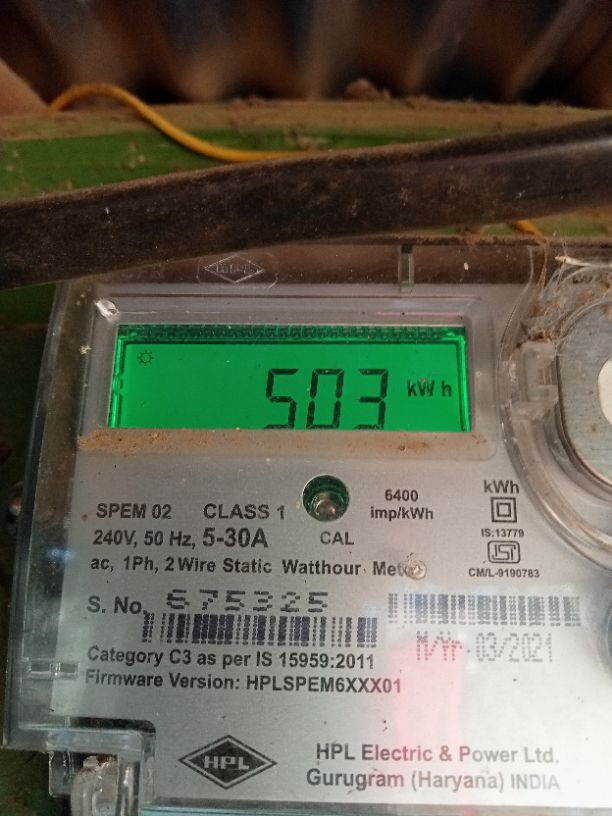 503 kWh
SPEM 02 CLASS 1
6400
imp/kWh
kWh
240V, 50 Hz, 5-30A
CAL
IS:13779
ac, 1Ph, 2 Wire Static Watthour Meter
CM/L-9190783
S. No. 675325
M/Yr. 03/2021
Category C3 as per IS 15959:2011
Firmware Version: HPLSPEM6XXX01
HPL
HPL Electric & Power Ltd.
Gurugram (Haryana) INDIA